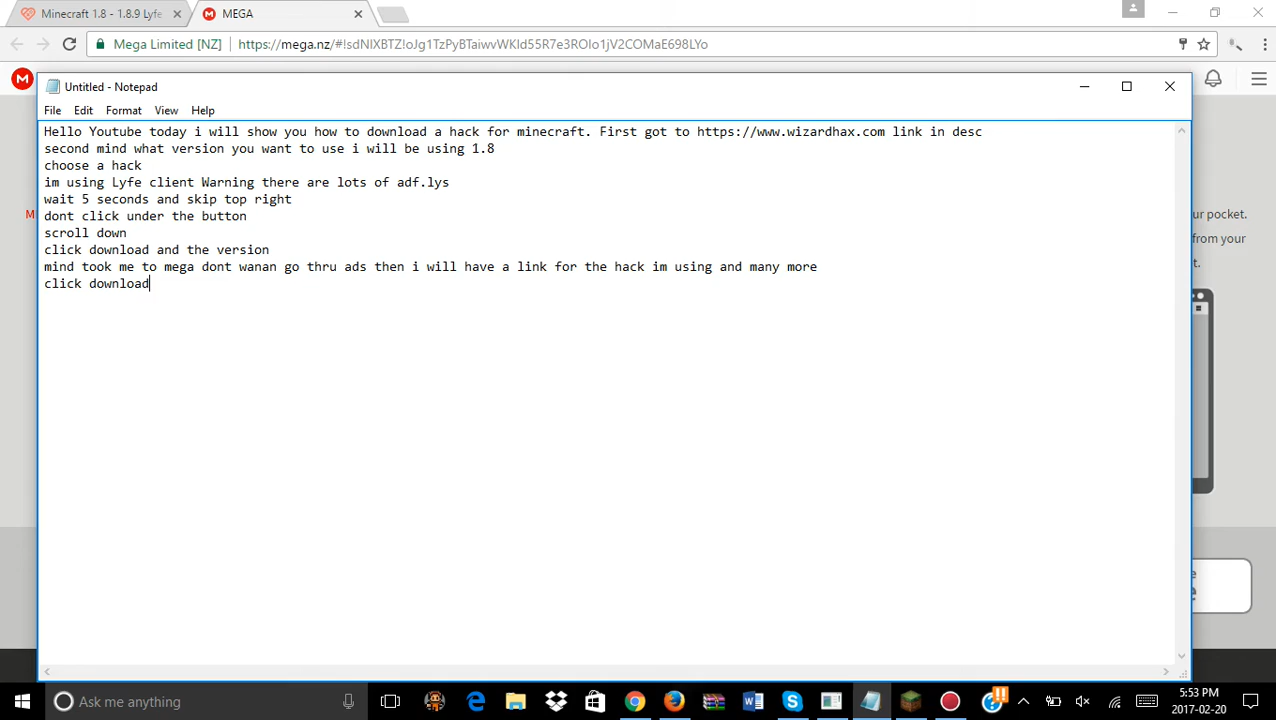 Minecraft 1.8 - 1.8.9 Lyfe
MEGA
Mega Limited [NZ]
Untitled - Notepad
File Edit Format View Help
Hello Youtube today i will show you how to download a hack for minecraft. First got to https://www.wizardhax.com link in desc
second mind what version you want to use i will be using 1.8
choose a hack
im using Lyfe client Warning there are lots of adf.lys
wait 5 seconds and skip top right
dont click under the button
scroll down
click download and the version
mind took me to mega dont wanan go thru ads then i will have a link for the hack im using and many more
click download
ur pocket.
from your
t.
Ask me anything
5:53 PM
2017-02-20